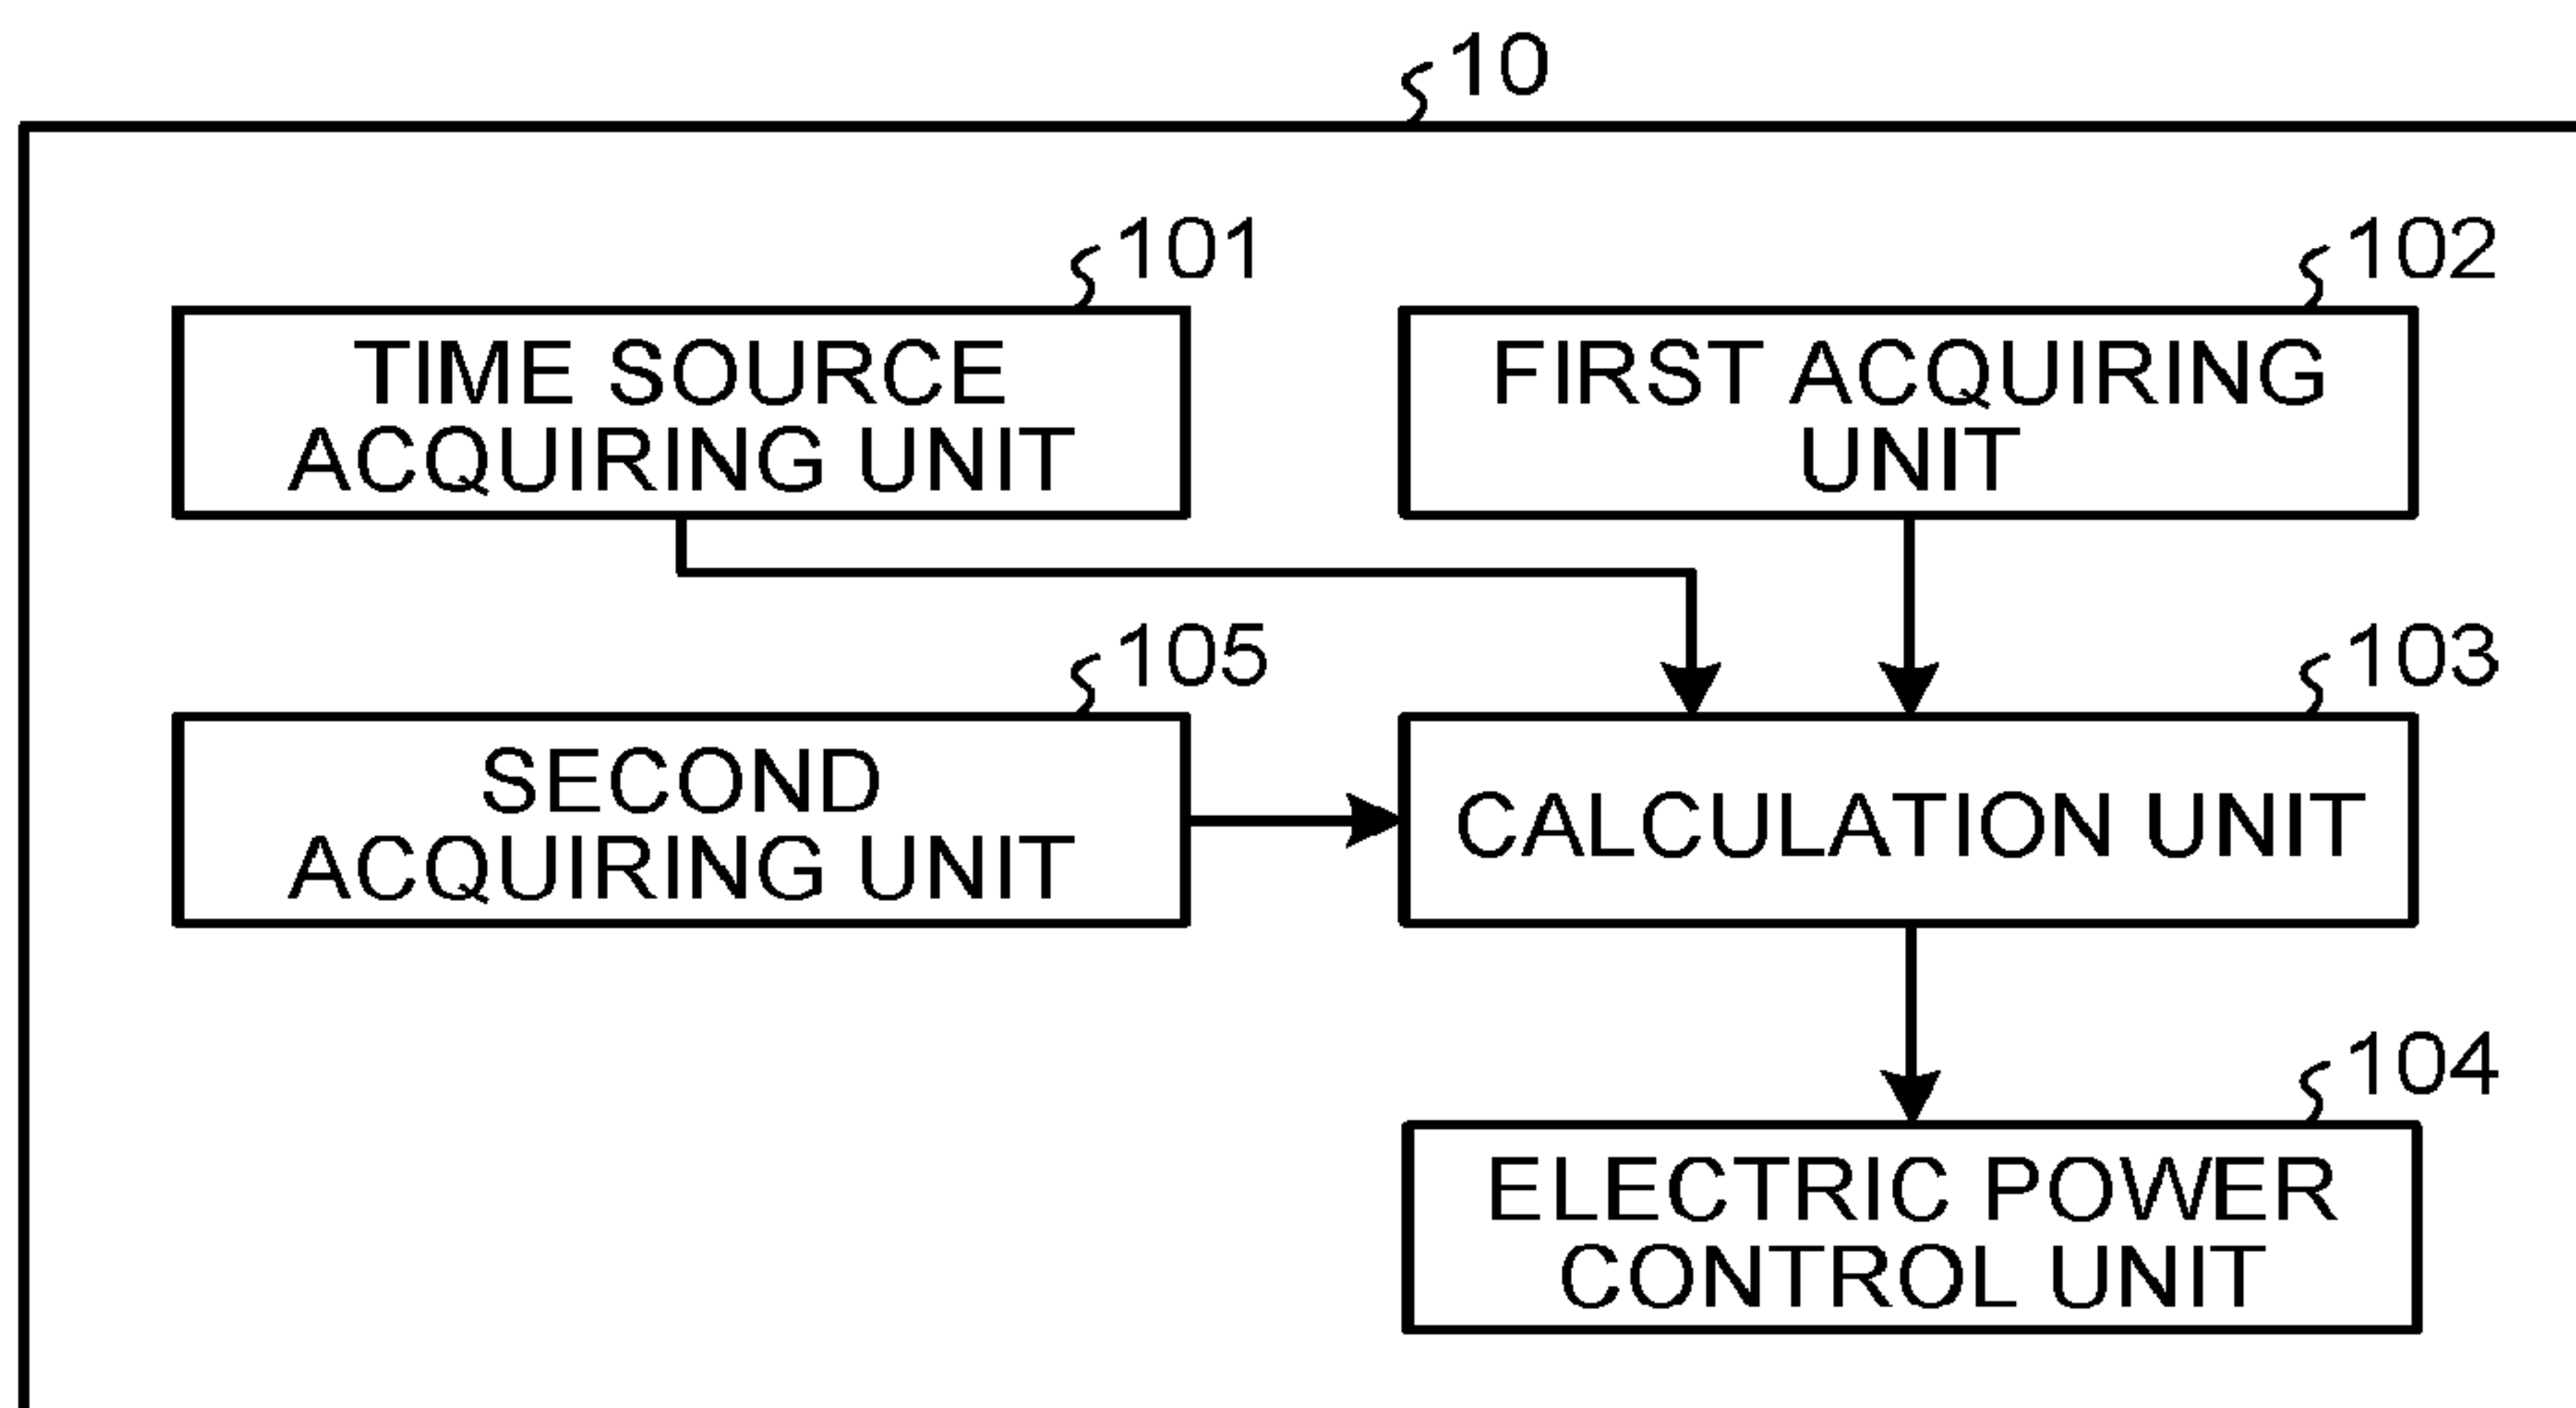 10
101
TIME SOURCE
ACQUIRING UNIT
102
FIRST ACQUIRING
UNIT
105
SECOND
ACQUIRING UNIT
103
CALCULATION UNIT
104
ELECTRIC POWER
CONTROL UNIT